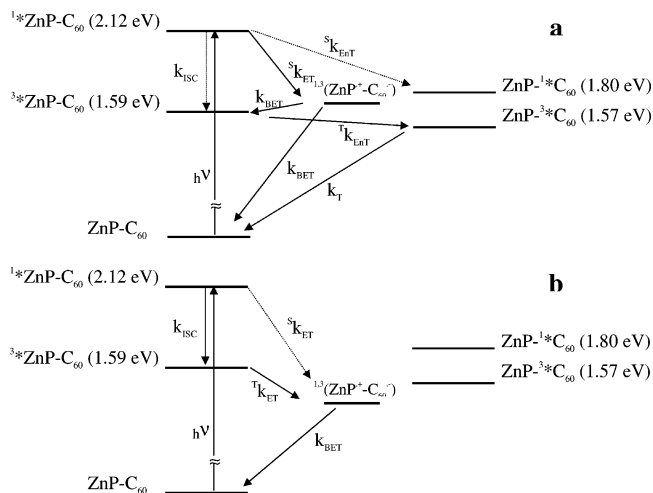 ¹*ZnP-C₆₀ (2.12 eV)
a
ˢk_EnT
k_ISC
ˢk_ET
¹,³(ZnP⁺-C₆₀⁻)
ZnP-¹*C₆₀ (1.80 eV)
³*ZnP-C₆₀ (1.59 eV)
k_BET
ZnP-³*C₆₀ (1.57 eV)
ᵀk_EnT
hν
k_BET
k_T
≈
ZnP-C₆₀
¹*ZnP-C₆₀ (2.12 eV)
b
k_ISC
ˢk_ET
ZnP-¹*C₆₀ (1.80 eV)
³*ZnP-C₆₀ (1.59 eV)
ZnP-³*C₆₀ (1.57 eV)
ᵀk_ET
¹,³(ZnP⁺-C₆₀⁻)
hν
k_BET
≈
ZnP-C₆₀